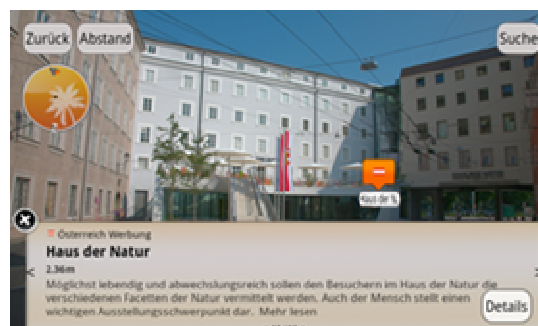 Zurück Abstand Suche
Haus der N
Österreich Werbung
Haus der Natur
2.36m
Möglichst lebendig und abwechslungsreich sollen den Besuchern im Haus der Natur die
verschiedenen Facetten der Natur vermittelt werden. Auch der Mensch stellt einen
wichtigen Ausstellungsschwerpunkt dar. Mehr lesen
Details